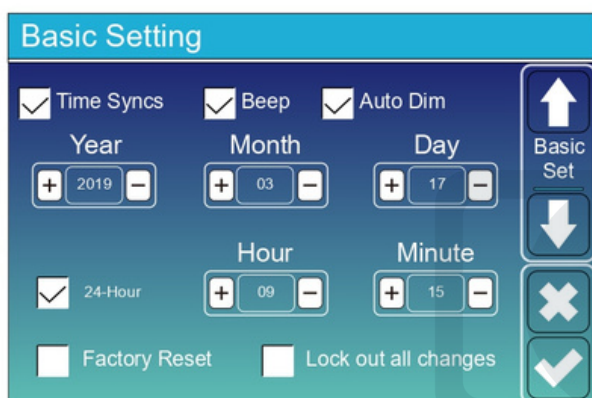 Basic Setting
Time Syncs Beep Auto Dim
Year Month Day
+ 2019 − + 03 − + 17 −
Basic
Set
Hour Minute
24-Hour + 09 − + 15 −
Factory Reset Lock out all changes